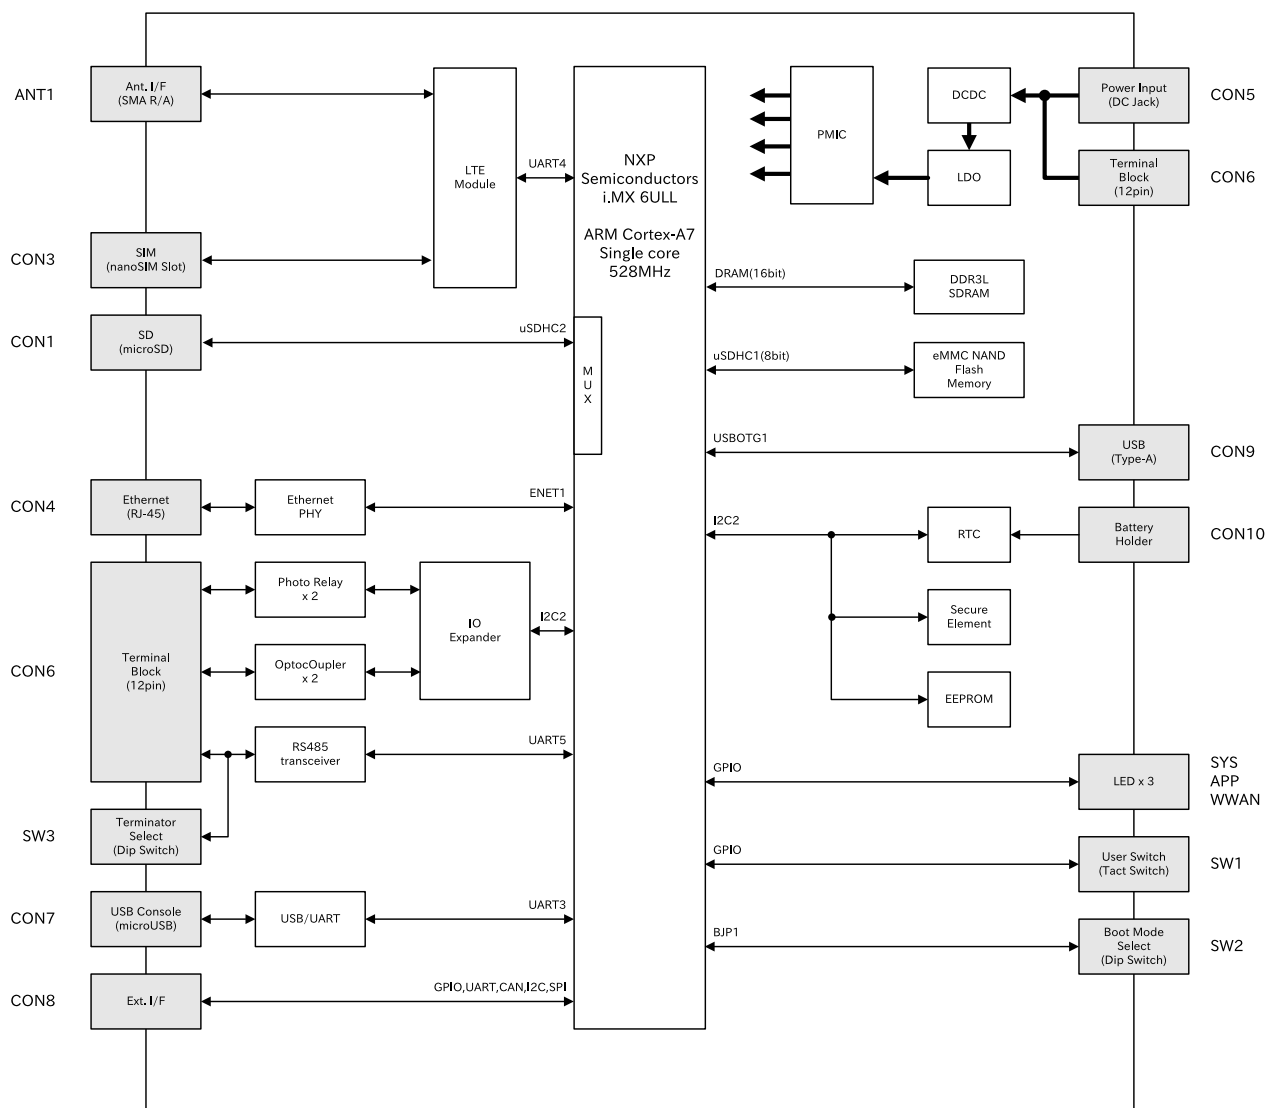 ANT1
Ant. I/F
(SMA R/A)
CON3
SIM
(nanoSIM Slot)
LTE
Module
UART4
CON1
SD
(microSD)
uSDHC2
M
U
X
CON4
Ethernet
(RJ-45)
Ethernet
PHY
ENET1
CON6
Terminal
Block
(12pin)
Photo Relay
x 2
OptocOupler
x 2
IO
Expander
I2C2
RS485
transceiver
UART5
SW3
Terminator
Select
(Dip Switch)
CON7
USB Console
(microUSB)
USB/UART
UART3
CON8
Ext. I/F
GPIO,UART,CAN,I2C,SPI
NXP
Semiconductors
i.MX 6ULL
ARM Cortex-A7
Single core
528MHz
PMIC
DCDC
LDO
Power Input
(DC Jack)
CON5
Terminal
Block
(12pin)
CON6
DRAM(16bit)
DDR3L
SDRAM
uSDHC1(8bit)
eMMC NAND
Flash
Memory
USBOTG1
USB
(Type-A)
CON9
I2C2
RTC
Battery
Holder
CON10
Secure
Element
EEPROM
GPIO
LED x 3
SYS
APP
WWAN
GPIO
User Switch
(Tact Switch)
SW1
BJP1
Boot Mode
Select
(Dip Switch)
SW2